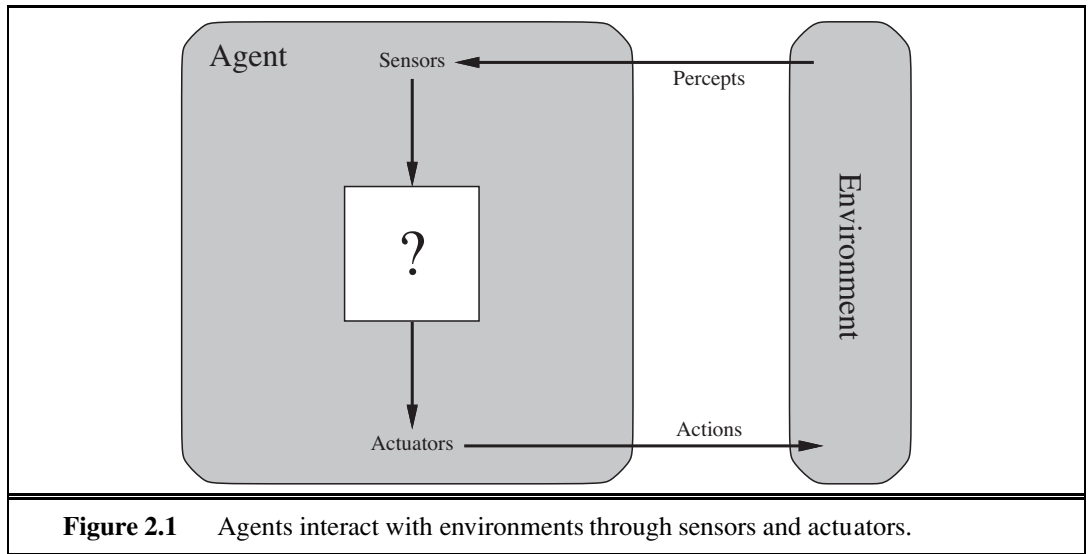 Agent
Sensors
Percepts
?
Environment
Actuators
Actions
Figure 2.1 Agents interact with environments through sensors and actuators.